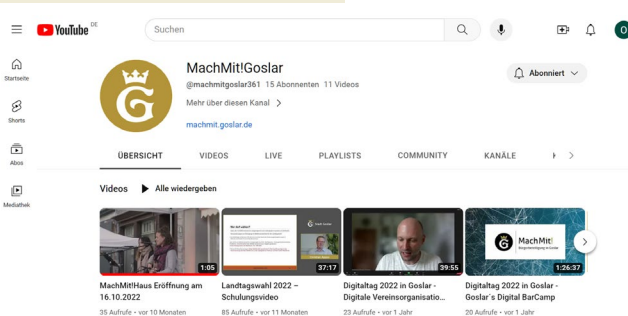 YouTube DE
Suchen
O
Startseite
Shorts
Abos
Mediathek
G
MachMit!Goslar
@machmitgoslar361 15 Abonnenten 11 Videos
Mehr über diesen Kanal
machmit.goslar.de
Abonniert
ÜBERSICHT VIDEOS LIVE PLAYLISTS COMMUNITY KANÄLE
Videos Alle wiedergeben
1:05
37:17
39:55
MachMit!
1:26:37
MachMit!Haus Eröffnung am
16.10.2022
35 Aufrufe • vor 10 Monaten
Landtagswahl 2022 –
Schulungsvideo
85 Aufrufe • vor 11 Monaten
Digitaltag 2022 in Goslar -
Digitale Vereinsorganisatio...
23 Aufrufe • vor 1 Jahr
Digitaltag 2022 in Goslar -
Goslar´s Digital BarCamp
20 Aufrufe • vor 1 Jahr